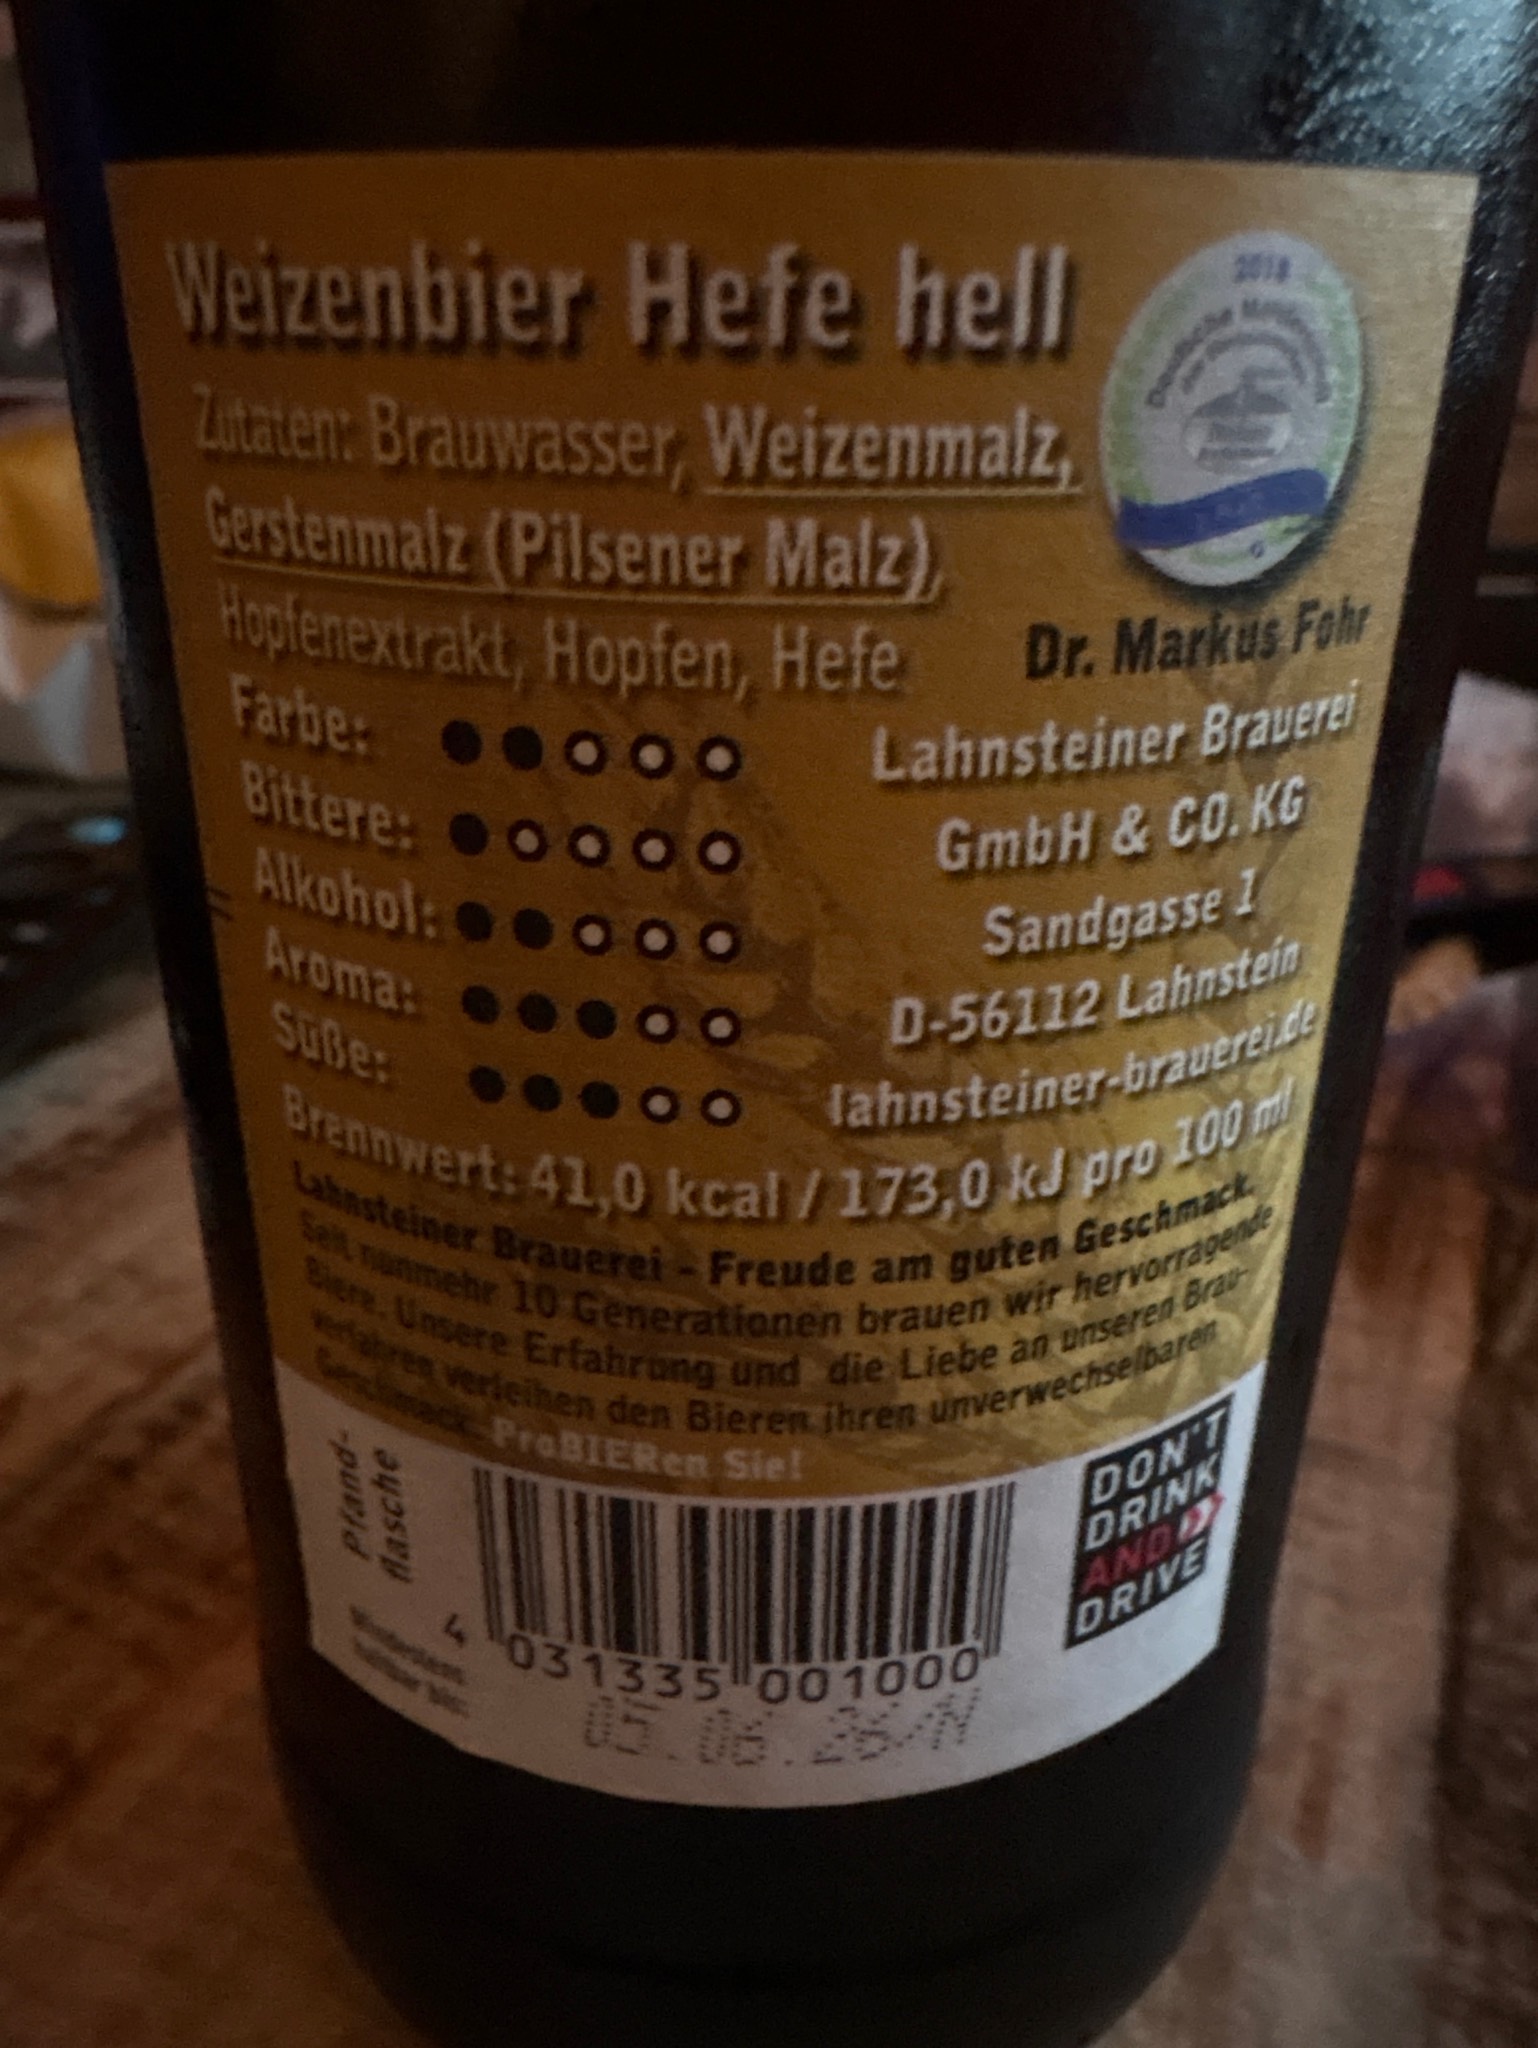 Weizenbier Hefe hell
2018
Zutaten: Brauwasser, Weizenmalz,
Gerstenmalz (Pilsener Malz),
Hopfenextrakt, Hopfen, Hefe
Dr. Markus Fohr
Farbe:
Lahnsteiner Brauerei
Bittere:
GmbH & CO. KG
Alkohol:
Sandgasse 1
Aroma:
D-56112 Lahnstein
Süße:
lahnsteiner-brauerei.de
Brennwert: 41,0 kcal / 173,0 kJ pro 100 ml
Lahnsteiner Brauerei - Freude am guten Geschmack.
Seit nunmehr 10 Generationen brauen wir hervorragende
Biere. Unsere Erfahrung und die Liebe an unseren Brau-
verfahren verleihen den Bieren ihren unverwechselbaren
Geschmack. ProBIERen Sie!
Pfand-
flasche
DON'T
DRINK
AND
DRIVE
4 031335 001000
Mindestens
haltbar bis: